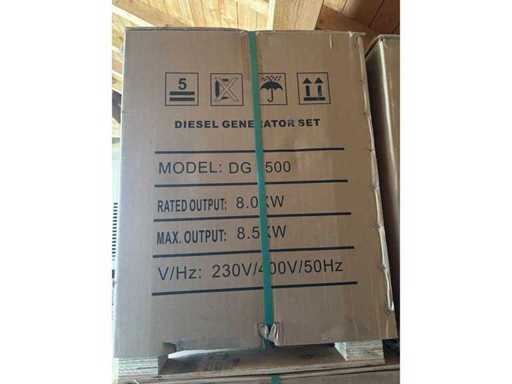 5
DIESEL GENERATOR SET
MODEL: DG 500
RATED OUTPUT: 8.0KW
MAX. OUTPUT: 8.5KW
V/Hz: 230V/400V/50Hz